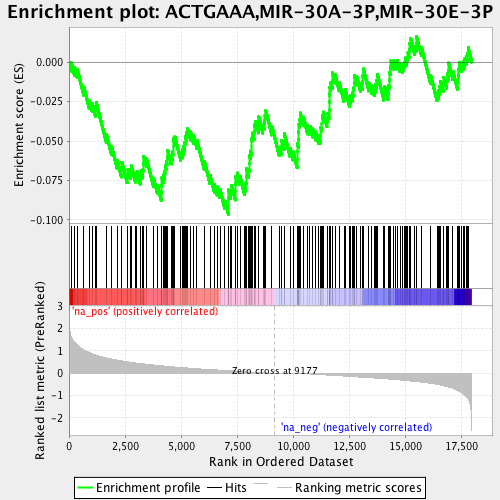 Enrichment plot: ACTGAAA,MIR-30A-3P,MIR-30E-3P
Enrichment score (ES)
0.000
-0.025
-0.050
-0.075
-0.100
'na_pos' (positively correlated)
Ranked list metric (PreRanked)
3
2
1
0
-1
-2
Zero cross at 9177
'na_neg' (negatively correlated)
0
2,500
5,000
7,500
10,000
12,500
15,000
17,500
Rank in Ordered Dataset
Enrichment profile
Hits
Ranking metric scores